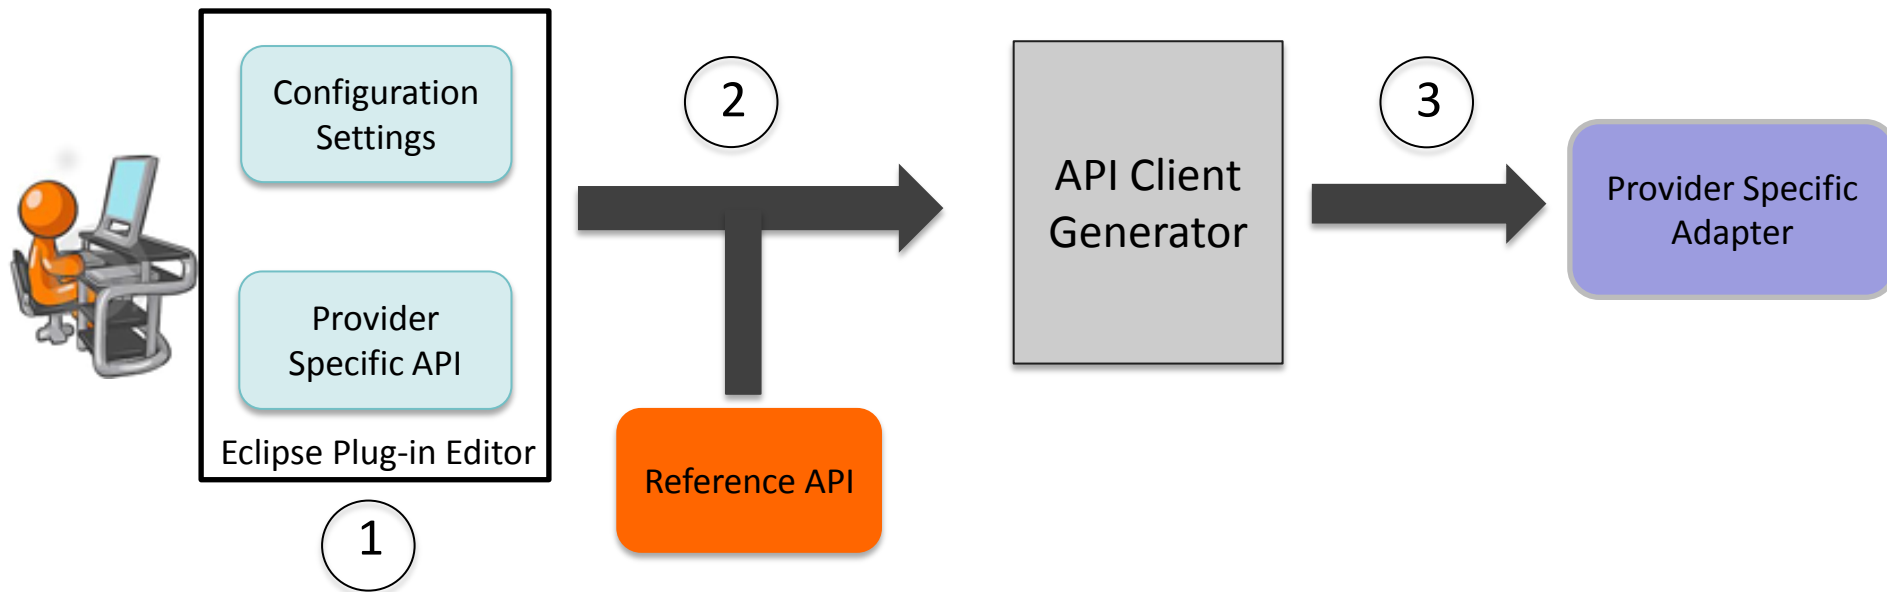 Configuration
Settings
Provider
Specific API
Eclipse Plug-in Editor
1
2
Reference API
API Client
Generator
3
Provider Specific
Adapter